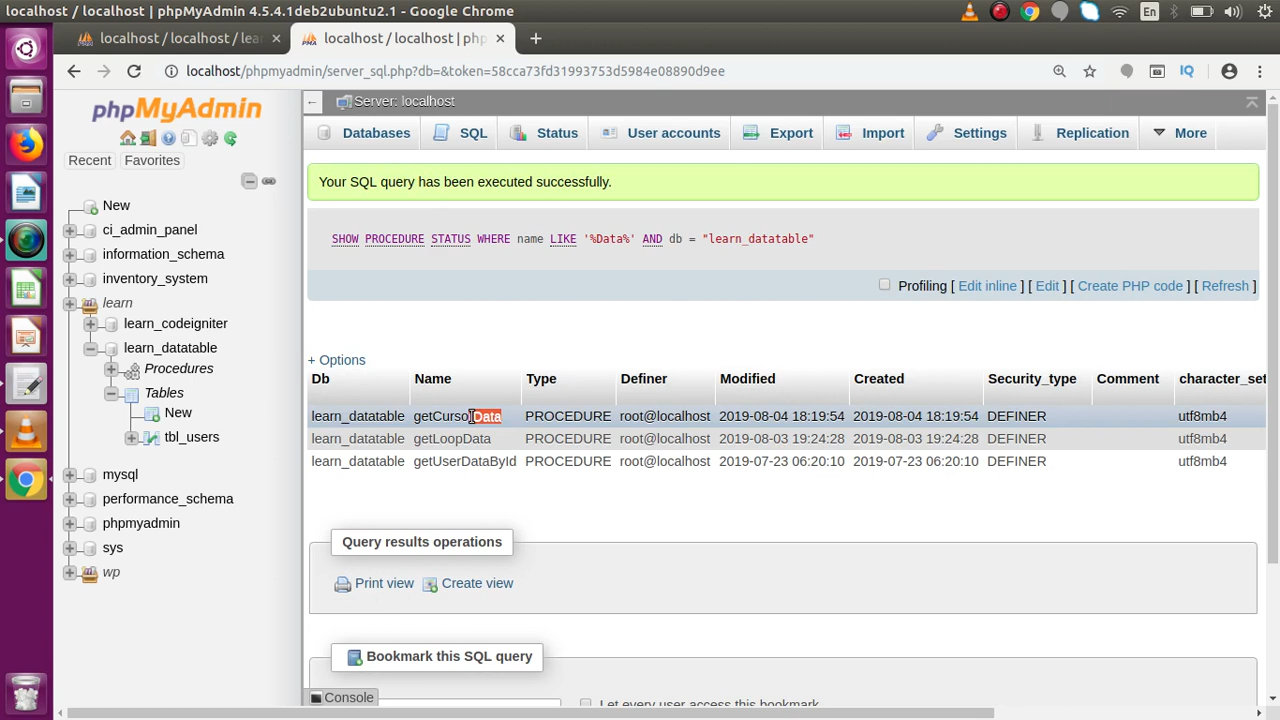 localhost / localhost | phpMyAdmin 4.5.4.1deb2ubuntu2.1 - Google Chrome
En
localhost / localhost / lea
localhost / localhost | php
localhost/phpmyadmin/server_sql.php?db=&token=58cca73fd31993753d5984e08890d9ee
phpMyAdmin
Recent
Favorites
New
ci_admin_panel
information_schema
inventory_system
learn
learn_codeigniter
learn_datatable
Procedures
Tables
New
tbl_users
mysql
performance_schema
phpmyadmin
sys
wp
Server: localhost
Databases SQL Status User accounts Export Import Settings Replication More
Your SQL query has been executed successfully.
SHOW PROCEDURE STATUS WHERE name LIKE '%Data%' AND db = "learn_datatable"
Profiling [ Edit inline ] [ Edit ] [ Create PHP code ] [ Refresh ]
+ Options
Db Name Type Definer Modified Created Security_type Comment character_set
learn_datatable getCursorData PROCEDURE root@localhost 2019-08-04 18:19:54 2019-08-04 18:19:54 DEFINER utf8mb4
learn_datatable getLoopData PROCEDURE root@localhost 2019-08-03 19:24:28 2019-08-03 19:24:28 DEFINER utf8mb4
learn_datatable getUserDataById PROCEDURE root@localhost 2019-07-23 06:20:10 2019-07-23 06:20:10 DEFINER utf8mb4
Query results operations
Print view Create view
Bookmark this SQL query
Console
Let every user access this bookmark